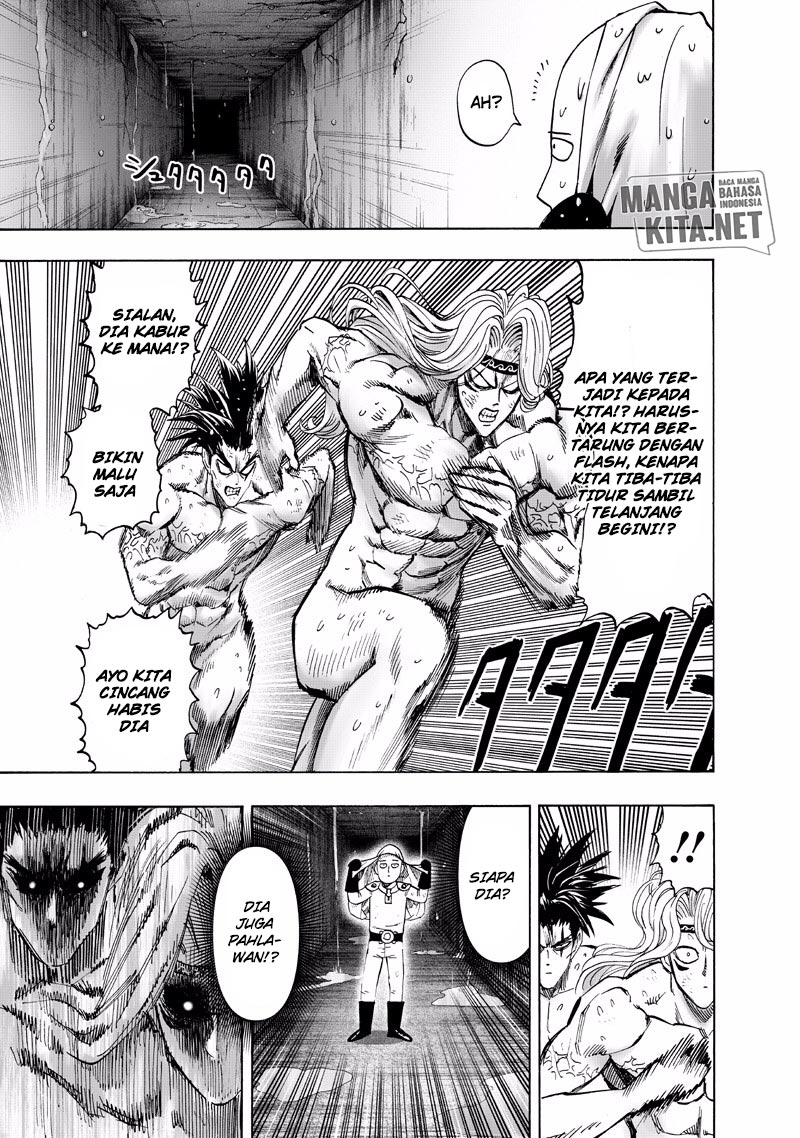 AH?
シュタタタタタ
MANGA
KITA.NET
BACA MANGA
BAHASA
INDONESIA
APA YANG TER-
JADI KEPADA
KITA!? HARUS-
NYA KITA BER-
TARUNG DENGAN
FLASH, KENAPA
KITA TIBA-TIBA
TIDUR SAMBIL
TELANJANG
BEGINI!?
SIALAN,
DIA KABUR
KE MANA!?
BIKIN
MALU
SAJA
AYO KITA
CINCANG
HABIS
DIA
タタタタ
!!
SIAPA
DIA?
DIA
JUGA
PAHLA-
WAN!?